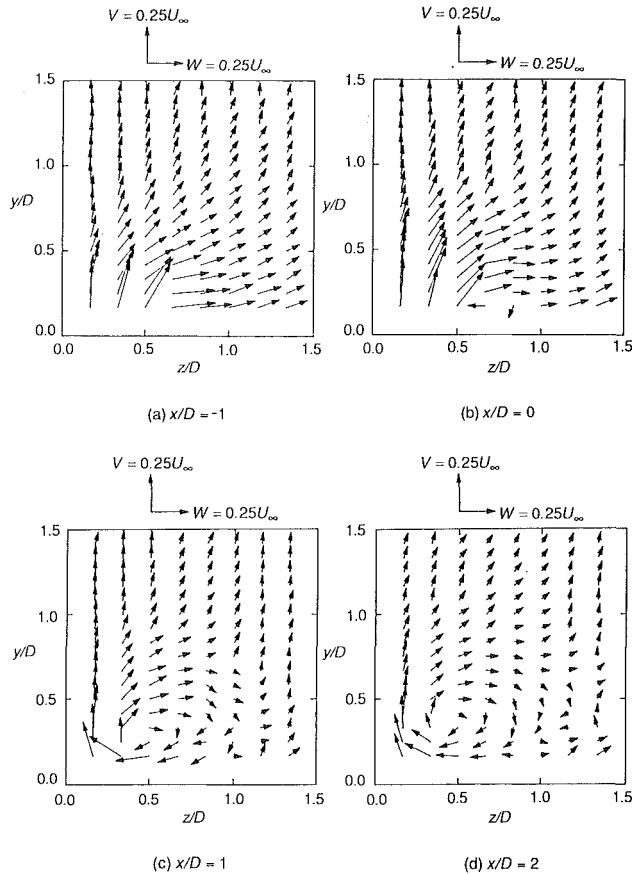 V = 0.25U∞
W = 0.25U∞
1.5
1.0
y/D
0.5
0.0
0.0 0.5 1.0 1.5
z/D
(a) x/D = -1
V = 0.25U∞
W = 0.25U∞
1.5
1.0
y/D
0.5
0.0
0.0 0.5 1.0 1.5
z/D
(b) x/D = 0
V = 0.25U∞
W = 0.25U∞
1.5
1.0
y/D
0.5
0.0
0.0 0.5 1.0 1.5
z/D
(c) x/D = 1
V = 0.25U∞
W = 0.25U∞
1.5
1.0
y/D
0.5
0.0
0.0 0.5 1.0 1.5
z/D
(d) x/D = 2